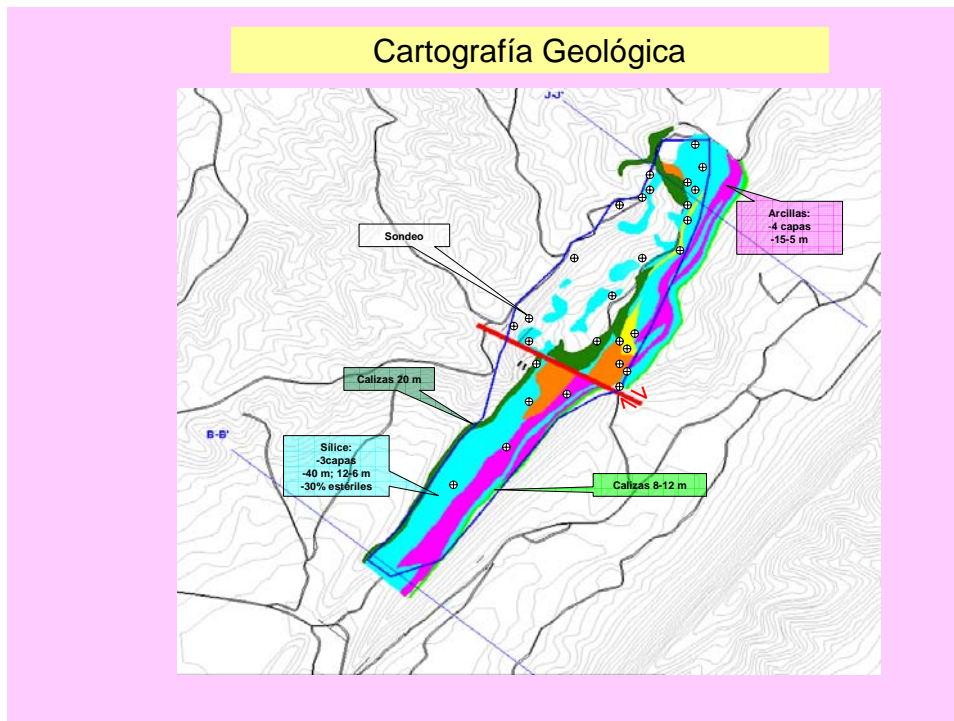 Cartografía Geológica
J-J'
Arcillas:
-4 capas
-15-5 m
Sondeo
Calizas 20 m
B-B'
Sílice:
-3capas
-40 m; 12-6 m
-30% estériles
Calizas 8-12 m